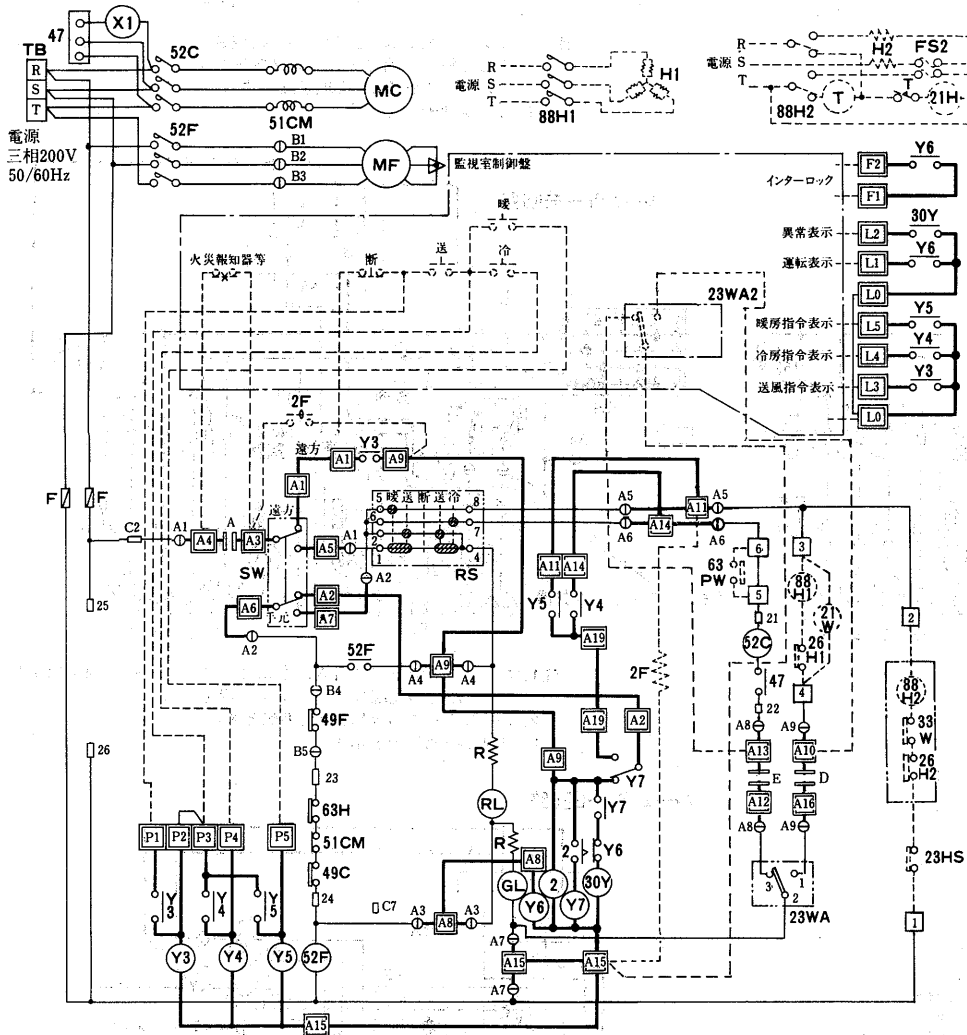 47
X1
TB
R
S
T
電源
三相200V
50/60Hz
52C
51CM
MC
52F
B1
B2
B3
MF
監視室制御盤
電源
R
S
T
88H1
H1
電源
R
S
T
88H2
H2
FS2
T
T
21H
インターロック
F2
Y6
F1
異常表示
L2
30Y
運転表示
L1
Y6
L0
暖房指令表示
L5
Y5
冷房指令表示
L4
Y4
送風指令表示
L3
Y3
L0
火災報知器等
断
送
暖
冷
23WA2
2F
遠方
A1
Y3
A9
A1
遠方
F
F
C2
A1
A4
A
A3
A5
A1
5
暖
送
断
送
冷
8
6
7
2
1
4
RS
SW
A2
A6
A2
A7
手元
A2
A5
A6
A14
A11
A5
A6
A11
A14
Y5
Y4
A19
6
63
PW
5
21
52C
47
22
A8
A13
E
A12
A8
3
88
H1
21
W
26
H1
4
A9
A10
D
A16
A9
2
88
H2
33
W
26
H2
23HS
1
25
26
52F
A4
A9
A4
B4
49F
B5
23
63H
51CM
49C
24
52F
C7
A3
A8
A3
R
RL
R
GL
A8
Y6
2
2
Y7
Y7
Y6
30Y
A9
A19
A2
Y7
2F
A7
A15
A7
A15
3
1
2
23WA
P1
P2
P3
P4
P5
Y3
Y4
Y5
Y3
Y4
Y5
A15